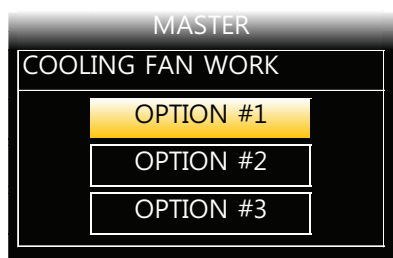 MASTER
COOLING FAN WORK
OPTION #1
OPTION #2
OPTION #3